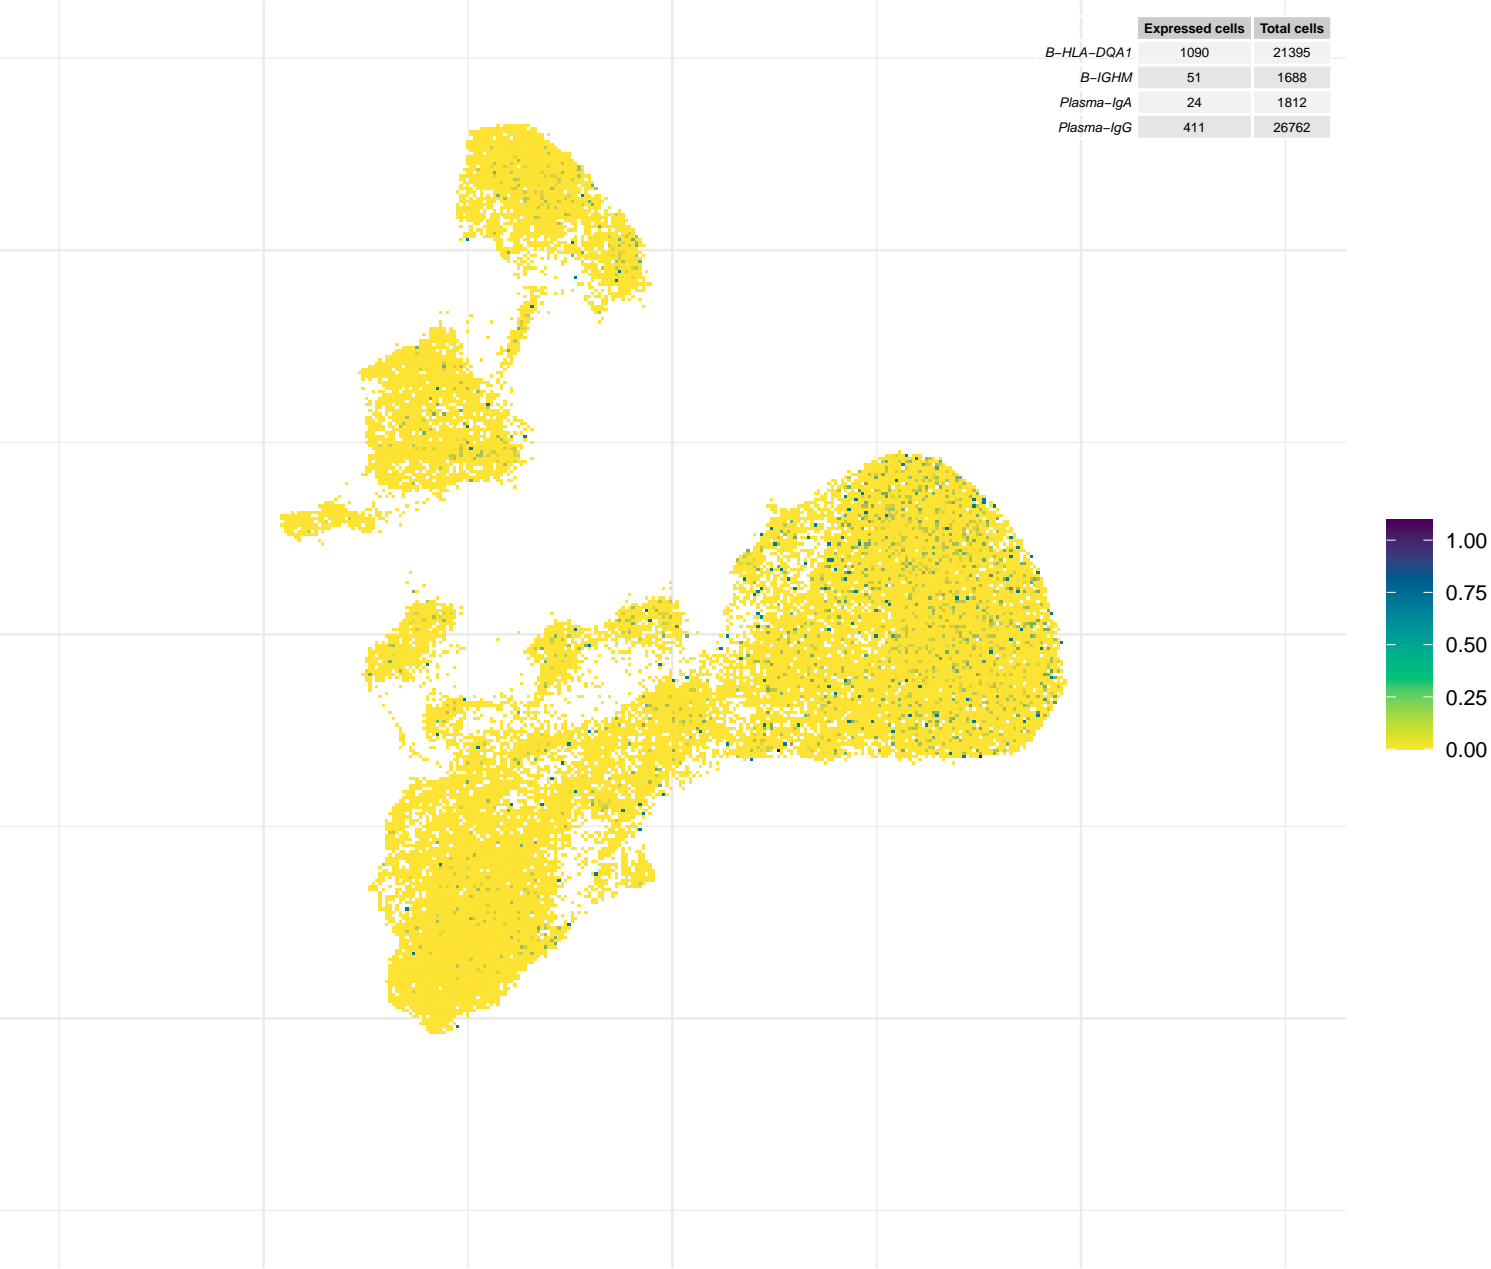 Expressed cells Total cells
B−HLA−DQA1 1090 21395
B−IGHM 51 1688
Plasma−IgA 24 1812
Plasma−IgG 411 26762
1.00
0.75
0.50
0.25
0.00